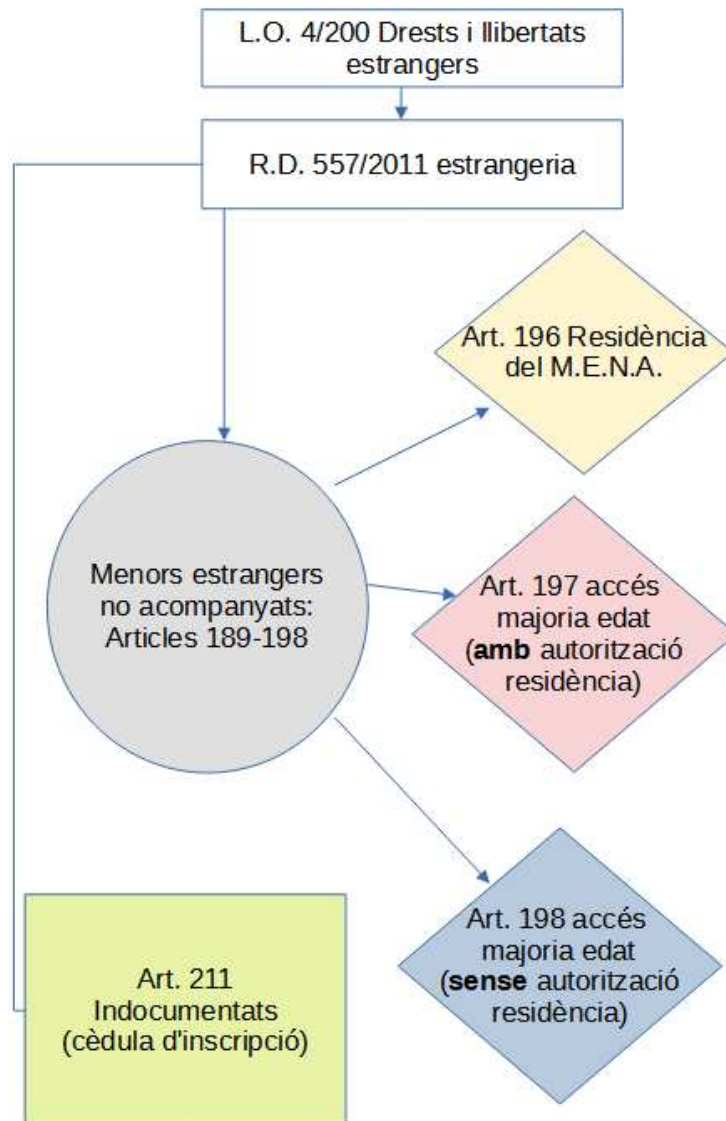 L.O. 4/200 Drests i llibertats
estrangers
R.D. 557/2011 estrangeria
Art. 196 Residència
del M.E.N.A.
Menors estrangers
no acompanyats:
Articles 189-198
Art. 197 accés
majoria edat
(amb autorització
residència)
Art. 198 accés
majoria edat
(sense autorització
residència)
Art. 211
Indocumentats
(cèdula d'inscripció)